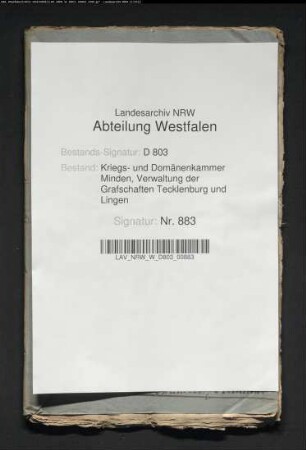 Landesarchiv NRW
Abteilung Westfalen
Bestands-Signatur: D 803
Bestand: Kriegs- und Domänenkammer
Minden, Verwaltung der
Grafschaften Tecklenburg und
Lingen
Signatur: Nr. 883
LAV_NRW_W_D803_00883